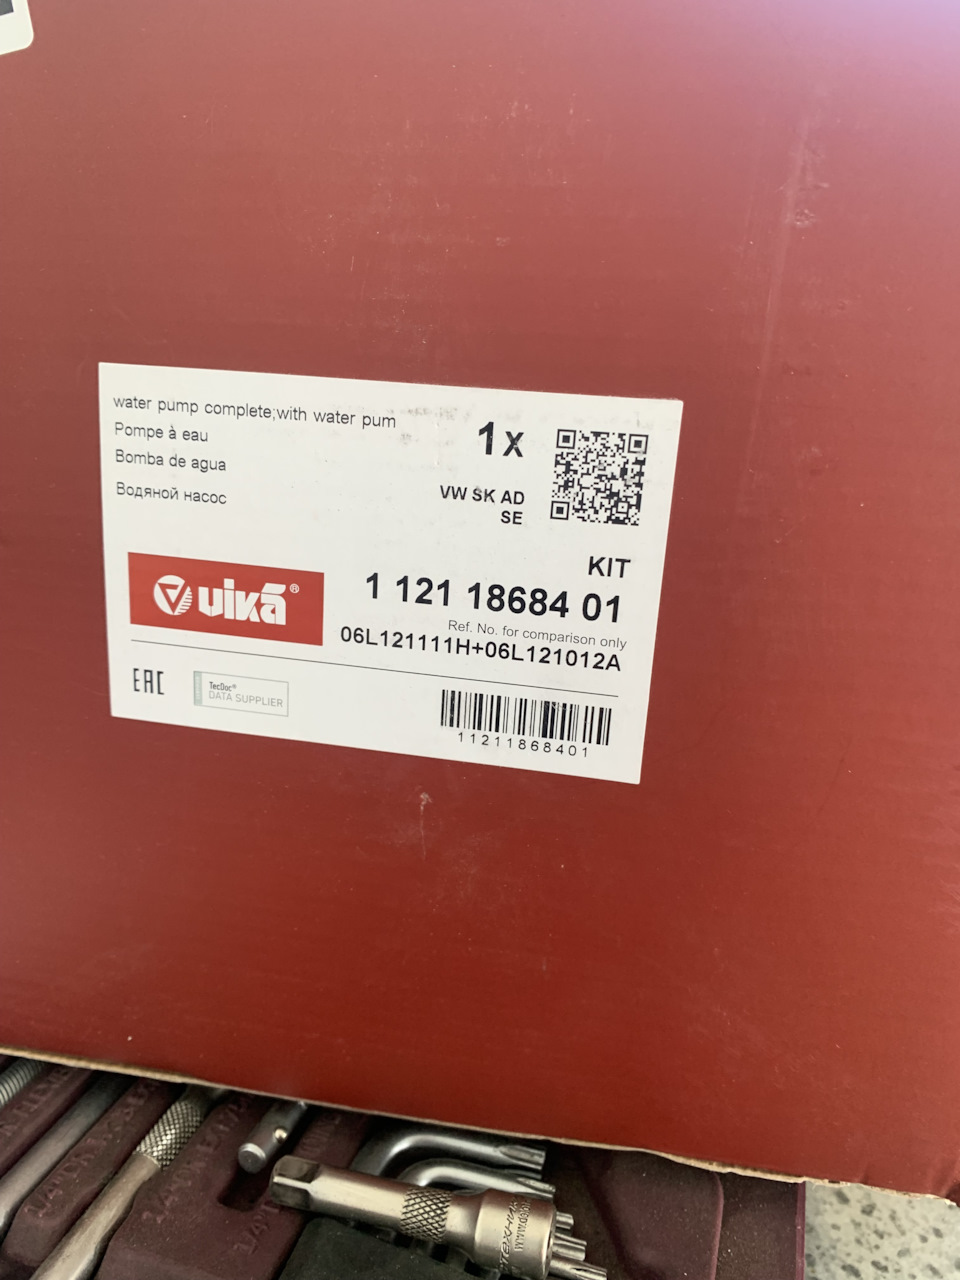 water pump complete;with water pum
Pompe à eau
Bomba de agua
Водяной насос
1x
VW SK AD
SE
KIT
vika®
1 121 18684 01
Ref. No. for comparison only
06L121111H+06L121012A
EAC
TecDoc®
DATA SUPPLIER
11211868401